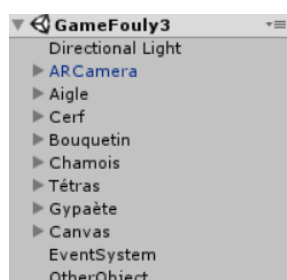 GameFouly3
Directional Light
ARCamera
Aigle
Cerf
Bouquetin
Chamois
Tétras
Gypaète
Canvas
EventSystem
OtherObject